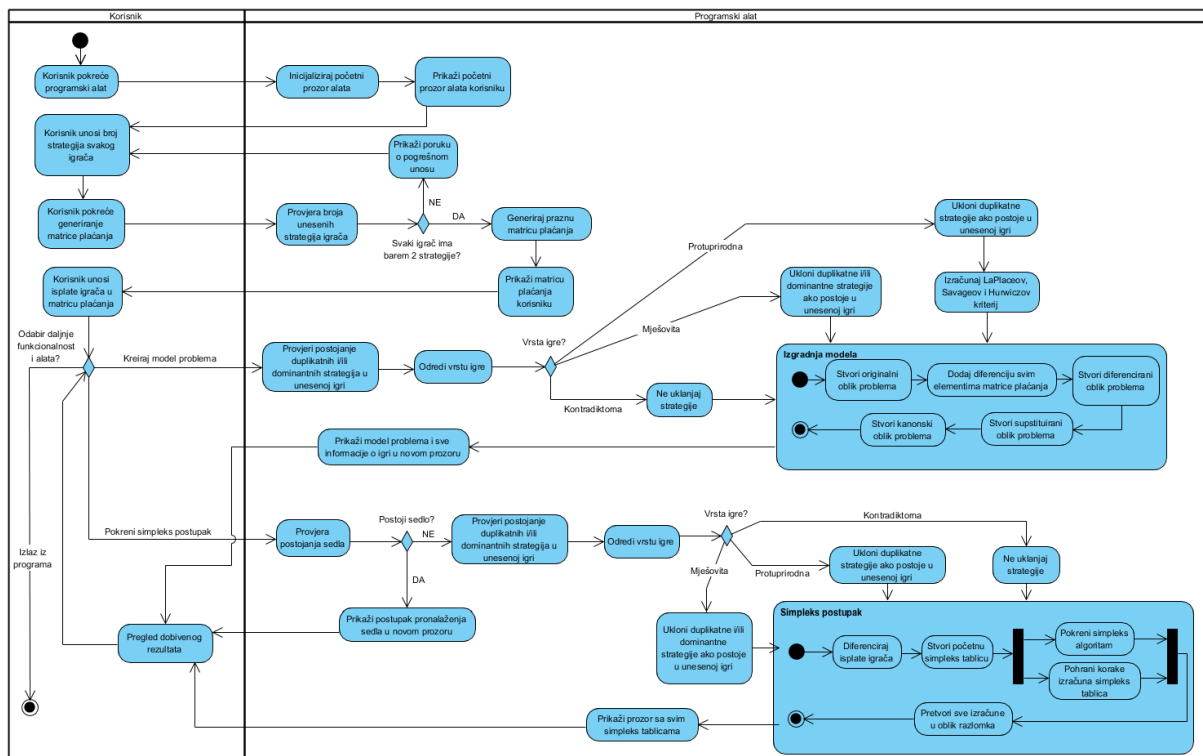 Korisnik
Programski alat
Korisnik pokreće
programski alat
Inicijaliziraj početni
prozor alata
Prikaži početni
prozor alata korisniku
Korisnik unosi broj
strategija svakog
igrača
Prikaži poruku
o pogrešnom
unosu
NE
Korisnik pokreće
generiranje
matrice plaćanja
Provjera broja
unesenih
strategija igrača
DA
Svaki igrač ima
barem 2 strategije?
Generiraj praznu
matricu plaćanja
Prikaži matricu
plaćanja
korisniku
Korisnik unosi
isplate igrača u
matricu plaćanja
Odabir daljnje
funkcionalnost
i alata?
Kreiraj model problema
Provjeri postojanje
duplikatnih i/ili
dominantnih strategija u
unesenoj igri
Odredi vrstu igre
Vrsta igre?
Protuprirodna
Ukloni duplikatne
strategije ako postoje u
unesenoj igri
Izračunaj LaPlaceov,
Savageov i Hurwiczov
kriterij
Mješovita
Ukloni duplikatne i/ili
dominantne strategije
ako postoje u
unesenoj igri
Kontradiktorna
Ne uklanjaj
strategije
Izgradnja modela
Stvori originalni
oblik problema
Dodaj diferenciju svim
elementima matrice plaćanja
Stvori diferencirani
oblik problema
Stvori supstituirani
oblik problema
Stvori kanonski
oblik problema
Prikaži model problema i sve
informacije o igri u novom prozoru
Pokreni simpleks postupak
Provjera
postojanja sedla
Postoji sedlo?
NE
DA
Prikaži postupak pronalaženja
sedla u novom prozoru
Provjeri postojanje
duplikatnih i/ili
dominantnih strategija u
unesenoj igri
Odredi vrstu igre
Vrsta igre?
Kontradiktorna
Ne uklanjaj
strategije
Protuprirodna
Ukloni duplikatne
strategije ako postoje u
unesenoj igri
Mješovita
Ukloni duplikatne i/ili
dominantne
strategije ako postoje
u unesenoj igri
Simpleks postupak
Diferenciraj
isplate igrača
Stvori početnu
simpleks tablicu
Pokreni simpleks
algoritam
Pohrani korake
izračuna simpleks
tablica
Pretvori sve izračune
u oblik razlomka
Prikaži prozor sa svim
simpleks tablicama
Pregled dobivenog
rezultata
Izlaz iz
programa